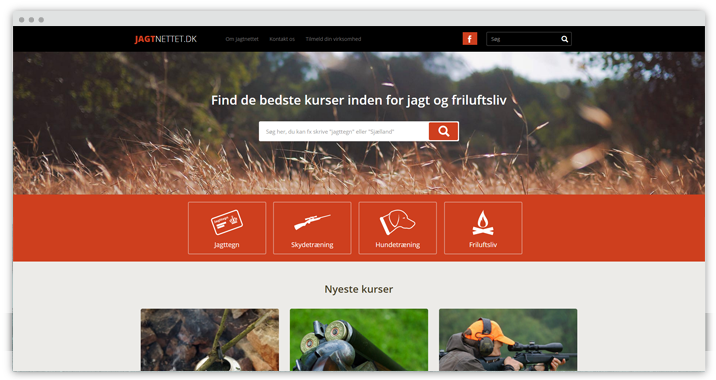 JAGTNETTET.DK
Om Jagtnettet Kontakt os Tilmeld din virksomhed
Søg
Find de bedste kurser inden for jagt og friluftsliv
Søg her, du kan fx skrive "jagttegn" eller "Sjælland"
Jagttegn
Skydetræning
Hundetræning
Friluftsliv
Nyeste kurser